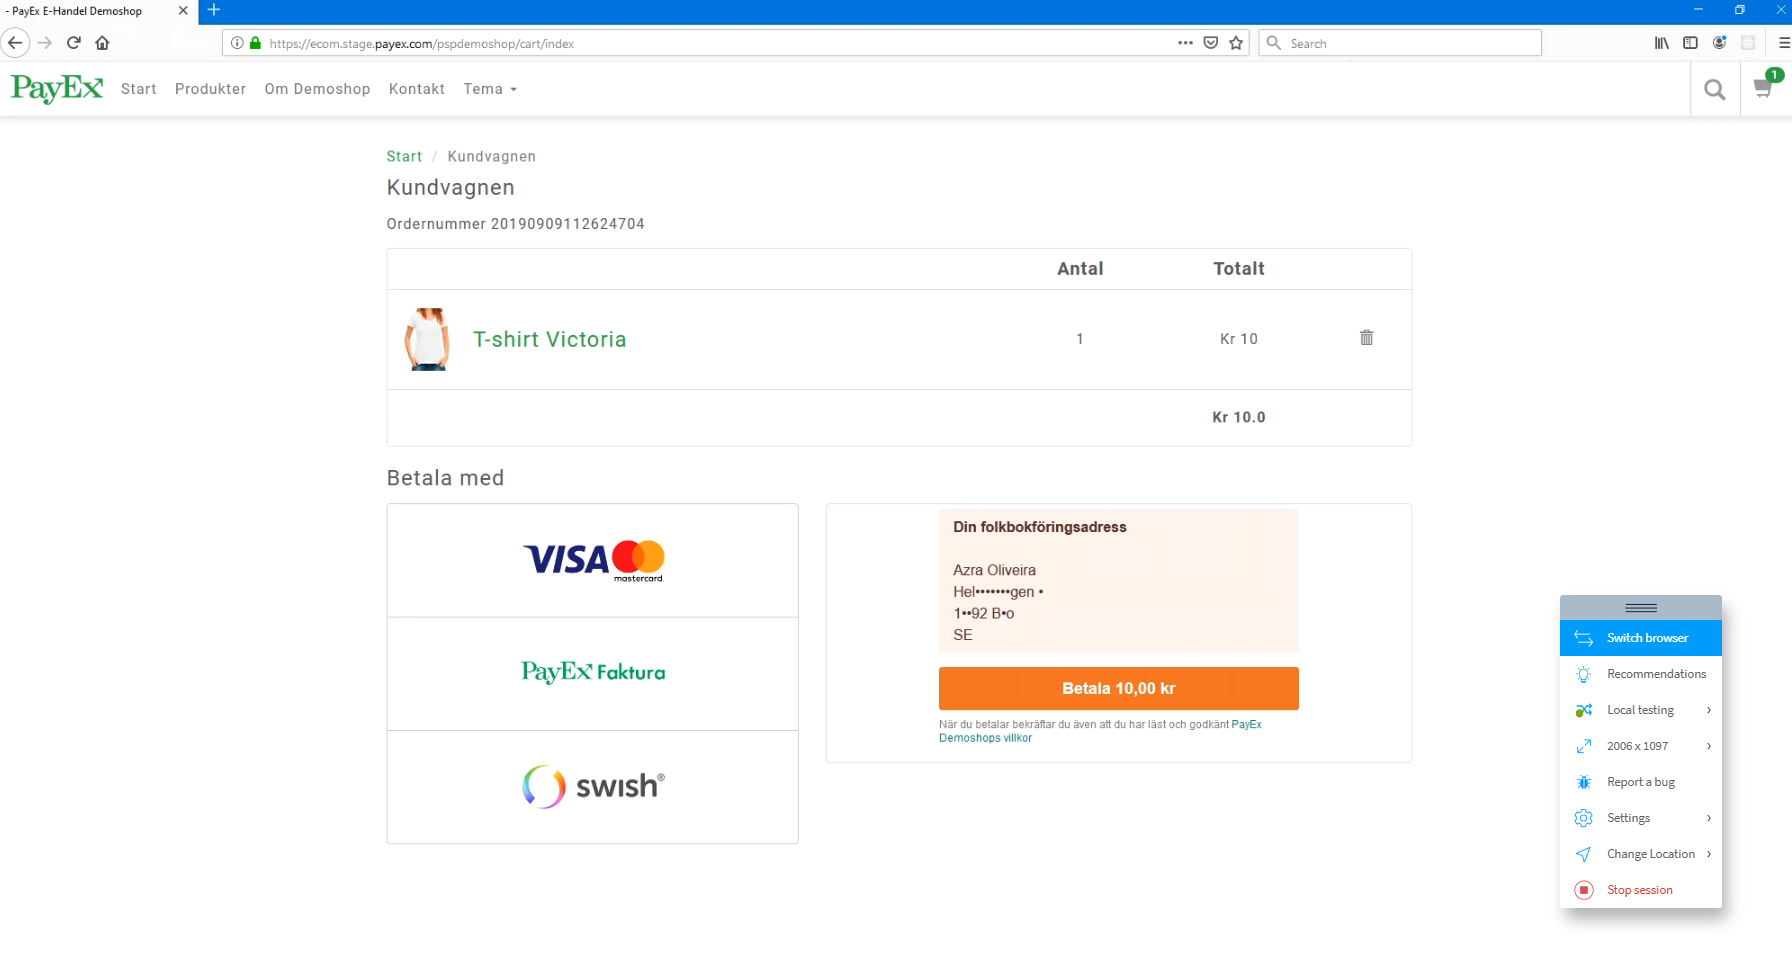 - PayEx E-Handel Demoshop
https://ecom.stage.payex.com/pspdemoshop/cart/index
Search
PayEx Start Produkter Om Demoshop Kontakt Tema
1
Start / Kundvagnen
Kundvagnen
Ordernummer 20190909112624704
Antal Totalt
T-shirt Victoria 1 Kr 10
Kr 10.0
Betala med
VISA mastercard.
PayEx Faktura
swish®
Din folkbokföringsadress
Azra Oliveira
Hel•••••••gen •
1••92 B•o
SE
Betala 10,00 kr
När du betalar bekräftar du även att du har läst och godkänt PayEx
Demoshops villkor
Switch browser
Recommendations
Local testing
2006 x 1097
Report a bug
Settings
Change Location
Stop session